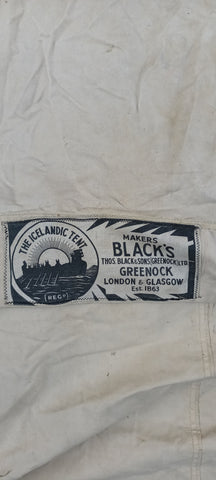 THE ICELANDIC TENT
(REGD)
MAKERS
BLACK'S
THOS. BLACK & SONS (GREENOCK) LTD.
GREENOCK
LONDON & GLASGOW
Est. 1863